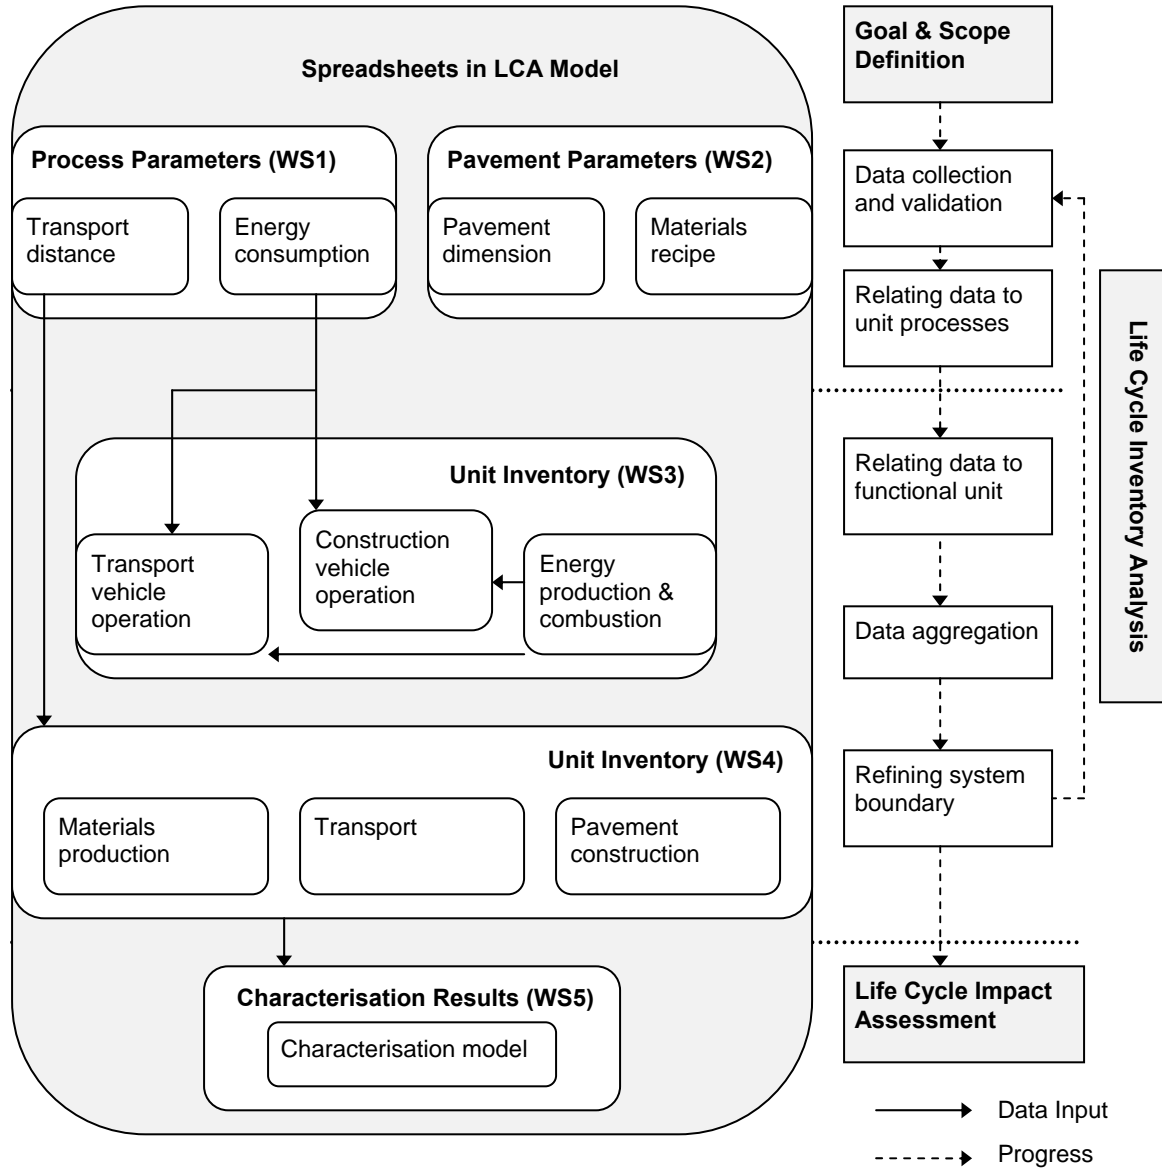 Spreadsheets in LCA Model
Process Parameters (WS1)
Transport
distance
Energy
consumption
Pavement Parameters (WS2)
Pavement
dimension
Materials
recipe
Unit Inventory (WS3)
Transport
vehicle
operation
Construction
vehicle
operation
Energy
production &
combustion
Unit Inventory (WS4)
Materials
production
Transport
Pavement
construction
Characterisation Results (WS5)
Characterisation model
Goal & Scope
Definition
Data collection
and validation
Relating data to
unit processes
Relating data to
functional unit
Data aggregation
Refining system
boundary
Life Cycle Impact
Assessment
Life Cycle Inventory Analysis
Data Input
Progress